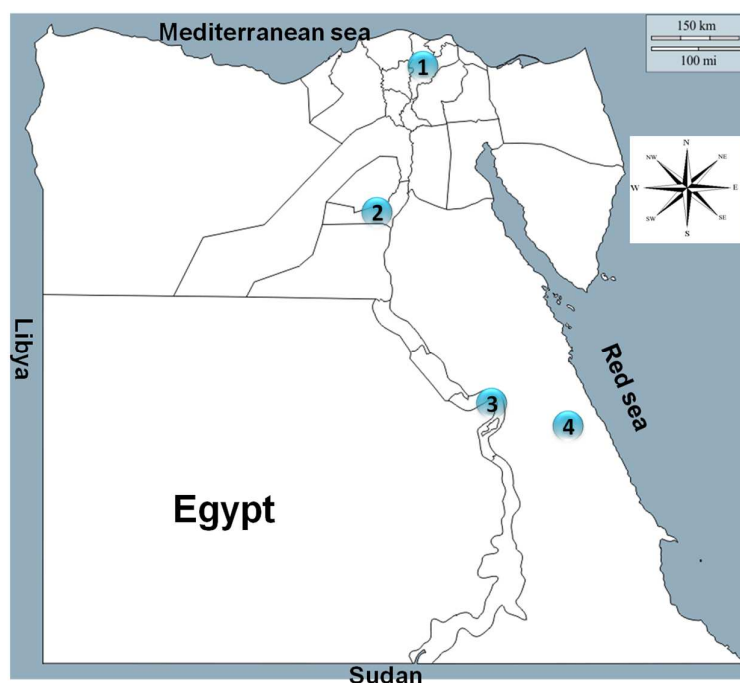 Mediterranean sea
150 km
100 mi
1
N
NW
NE
W
E
SW
SE
S
2
Libya
Red sea
3
4
Egypt
Sudan